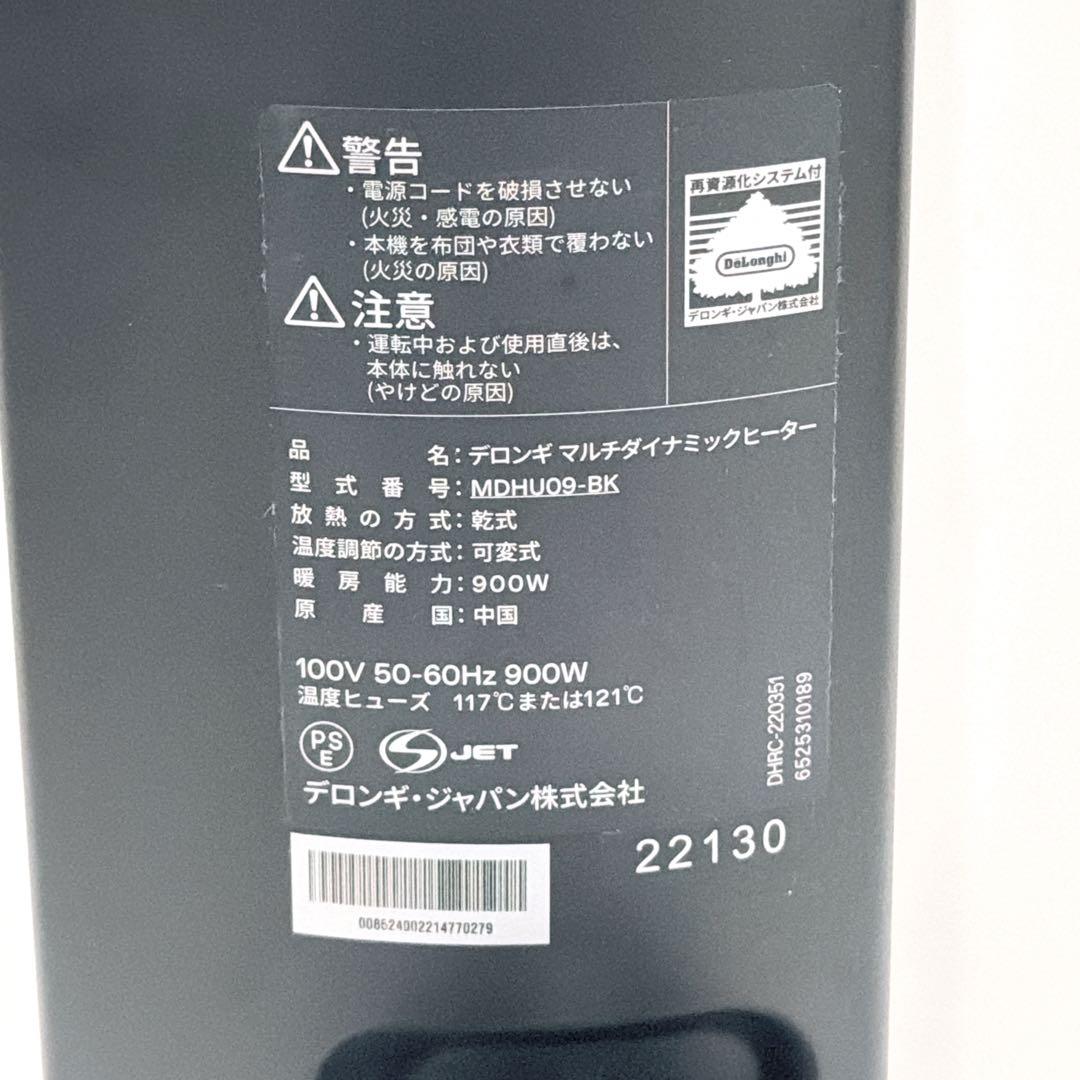 警告
・電源コードを破損させない
(火災・感電の原因)
・本機を布団や衣類で覆わない
(火災の原因)
注意
・運転中および使用直後は、
本体に触れない
(やけどの原因)
再資源化システム付
DeLonghi
デロンギ・ジャパン株式会社
品名：デロンギ マルチダイナミックヒーター
型式番号：MDHU09-BK
放熱の方式：乾式
温度調節の方式：可変式
暖房能力：900W
原産国：中国
100V 50-60Hz 900W
温度ヒューズ 117℃または121℃
PSE
S JET
デロンギ・ジャパン株式会社
DHRC-220351
6525310189
22130
008624002214770279